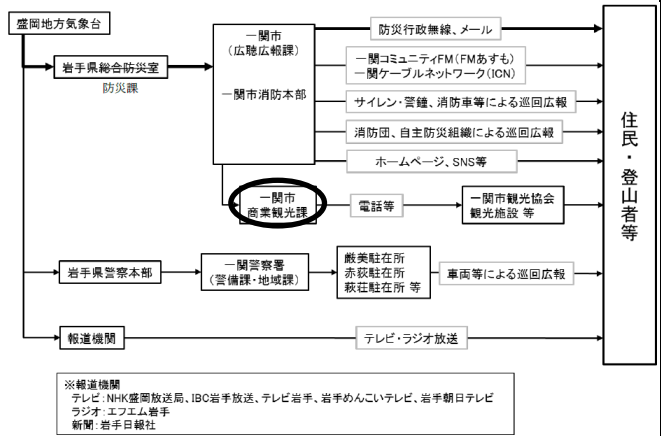 盛岡地方気象台
岩手県総合防災室
防災課
一関市
(広聴広報課)
一関市消防本部
防災行政無線、メール
一関コミュニティFM(FMあすも)
一関ケーブルネットワーク(ICN)
サイレン・警鐘、消防車等による巡回広報
消防団、自主防災組織による巡回広報
ホームページ、SNS等
一関市
商業観光課
電話等
一関市観光協会
観光施設 等
住民・登山者等
岩手県警察本部
一関警察署
(警備課・地域課)
厳美駐在所
赤荻駐在所
萩荘駐在所 等
車両等による巡回広報
報道機関
テレビ・ラジオ放送
※報道機関
テレビ:NHK盛岡放送局、IBC岩手放送、テレビ岩手、岩手めんこいテレビ、岩手朝日テレビ
ラジオ:エフエム岩手
新聞:岩手日報社